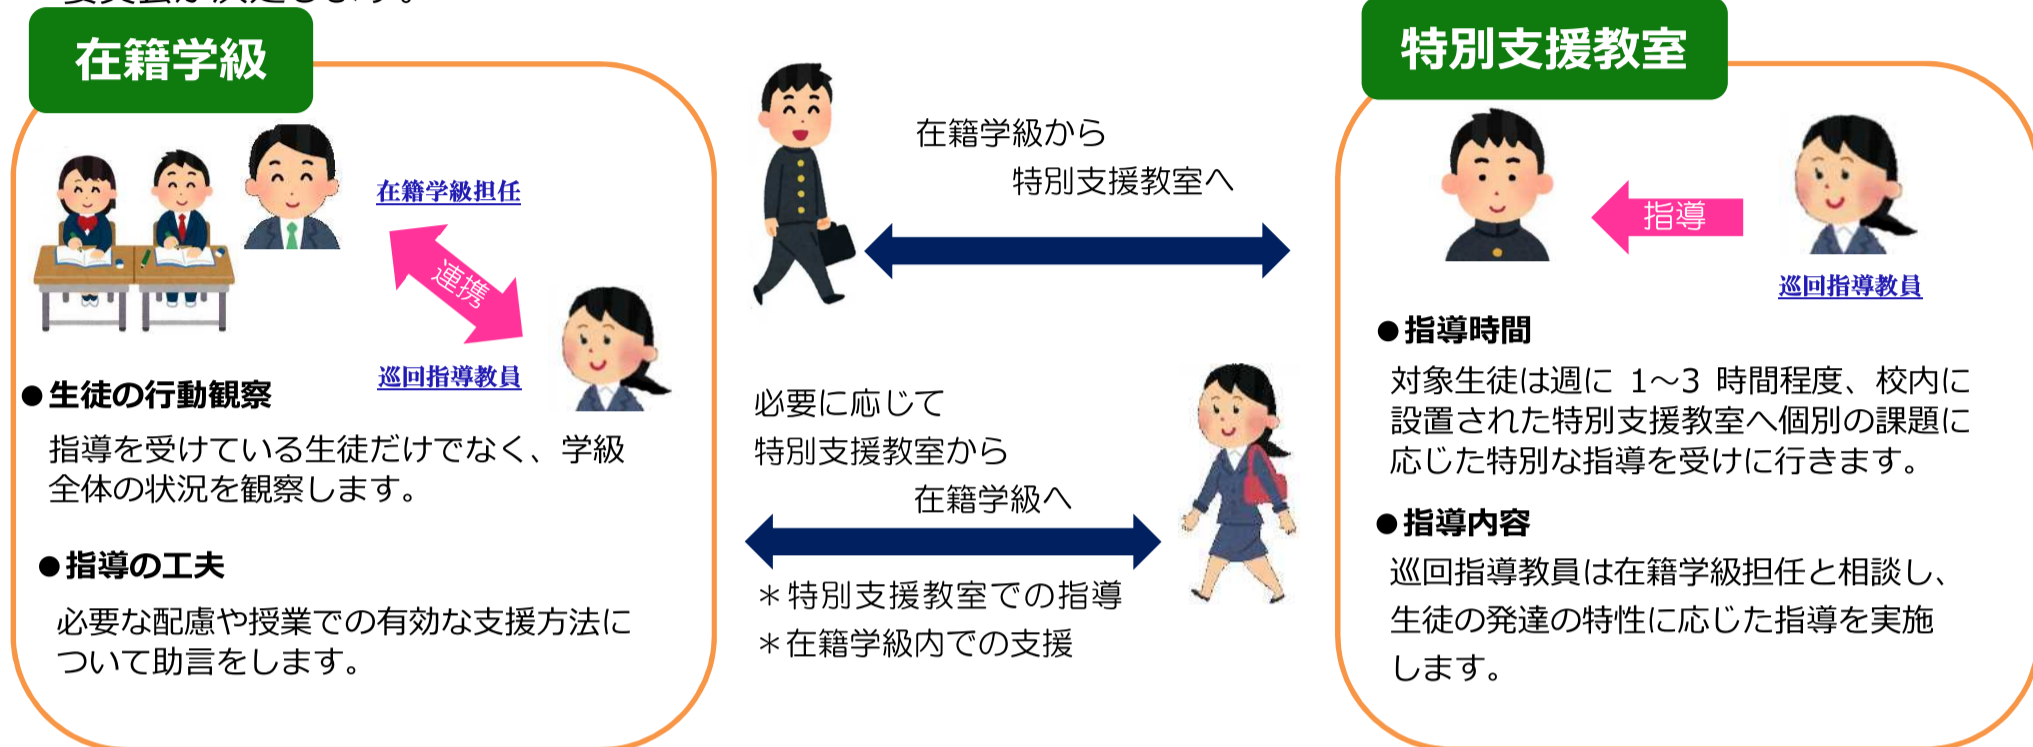 在籍学級
在籍学級担任
連携
巡回指導教員
●生徒の行動観察
指導を受けている生徒だけでなく、学級
全体の状況を観察します。
●指導の工夫
必要な配慮や授業での有効な支援方法に
ついて助言をします。
在籍学級から
特別支援教室へ
必要に応じて
特別支援教室から
在籍学級へ
＊特別支援教室での指導
＊在籍学級内での支援
特別支援教室
指導
巡回指導教員
●指導時間
対象生徒は週に 1～3 時間程度、校内に
設置された特別支援教室へ個別の課題に
応じた特別な指導を受けに行きます。
●指導内容
巡回指導教員は在籍学級担任と相談し、
生徒の発達の特性に応じた指導を実施
します。